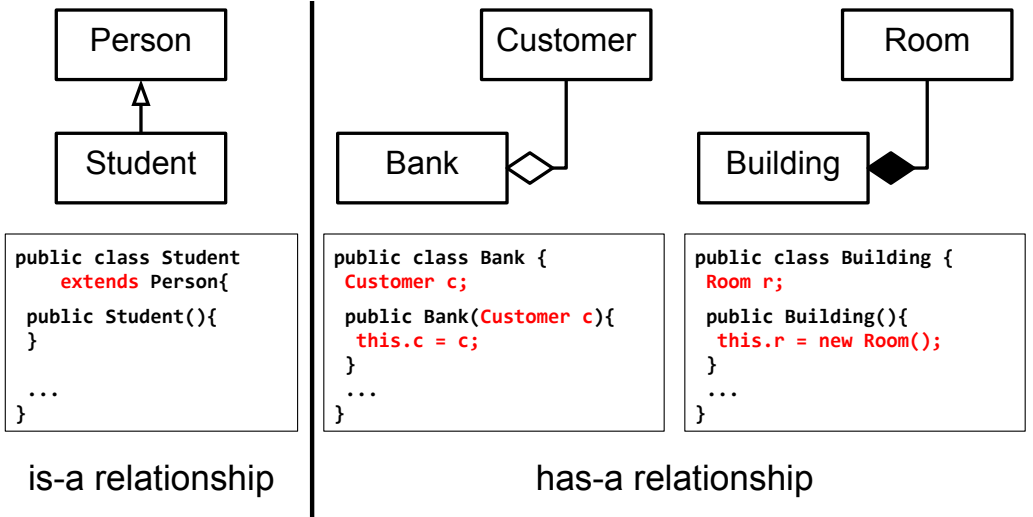 Person
Student
public class Student
extends Person{
public Student(){
}
...
}
is-a relationship
Customer
Bank
public class Bank {
Customer c;
public Bank(Customer c){
this.c = c;
}
...
}
Room
Building
public class Building {
Room r;
public Building(){
this.r = new Room();
}
...
}
has-a relationship